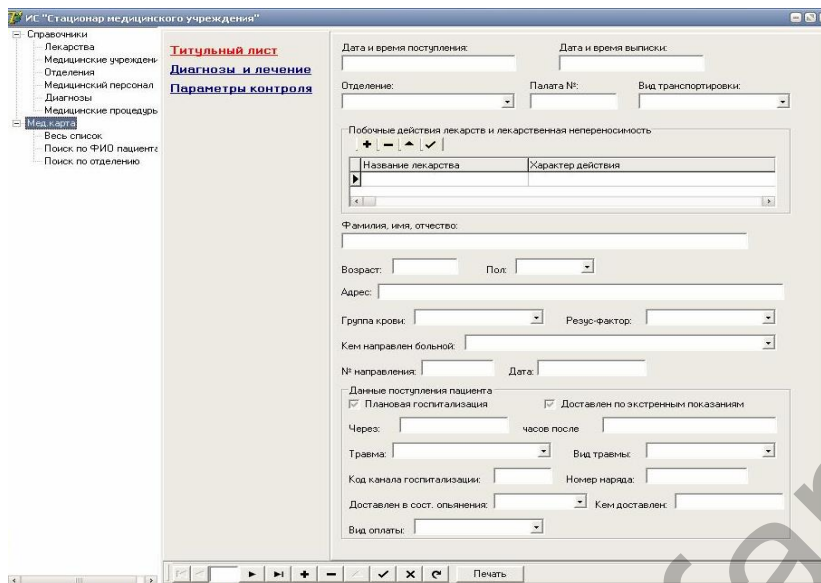 ИС "Стационар медицинского учреждения"
Справочники
Лекарства
Медицинские учрежден
Отделения
Медицинский персонал
Диагнозы
Медицинские процедур
Мед.карта
Весь список
Поиск по ФИО пациента
Поиск по отделению
Титульный лист
Диагнозы и лечение
Параметры контроля
Дата и время поступления: Дата и время выписки:
Отделение: Палата №: Вид транспортировки:
Побочные действия лекарств и лекарственная непереносимость
Название лекарства Характер действия
Фамилия, имя, отчество:
Возраст: Пол:
Адрес:
Группа крови: Резус-фактор:
Кем направлен больной:
№ направления: Дата:
Данные поступления пациента
Плановая госпитализация Доставлен по экстренным показаниям
Через: часов после
Травма: Вид травмы:
Код канала госпитализации: Номер наряда:
Доставлен в сост. опьянения: Кем доставлен:
Вид оплаты:
Печать